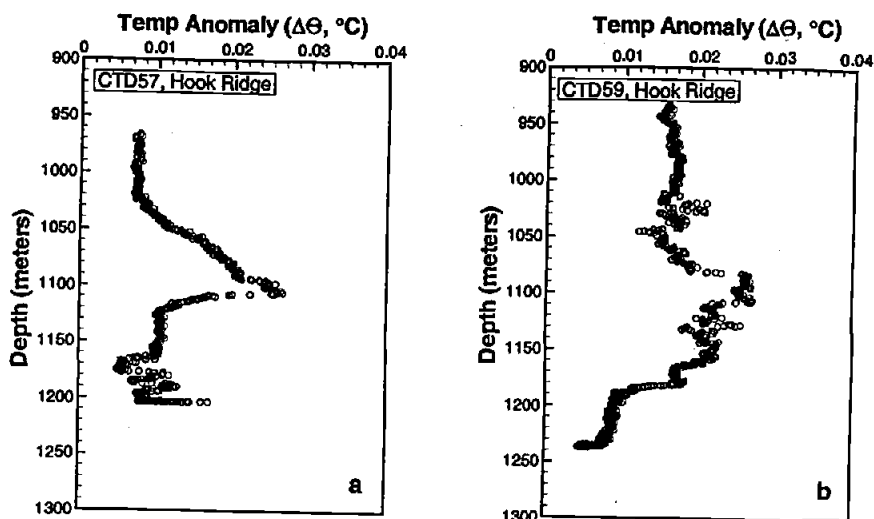 Temp Anomaly (ΔΘ, °C)
0 0.01 0.02 0.03 0.04
900
950
1000
1050
1100
1150
1200
1250
1300
Depth (meters)
CTD57, Hook Ridge
a
Temp Anomaly (ΔΘ, °C)
0 0.01 0.02 0.03 0.04
900
950
1000
1050
1100
1150
1200
1250
1300
Depth (meters)
CTD59, Hook Ridge
b